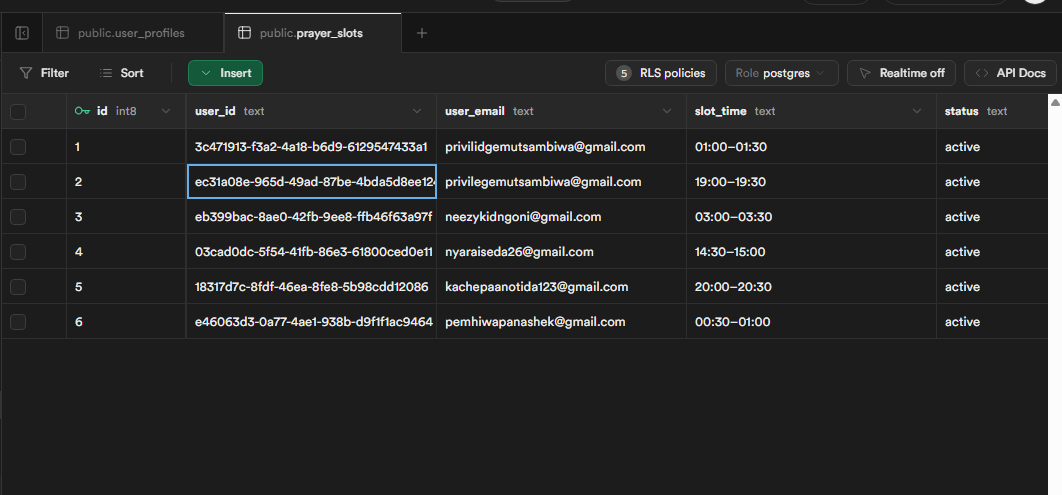 public.user_profiles public.prayer_slots
Filter Sort Insert 5 RLS policies Role postgres Realtime off API Docs
id int8 user_id text user_email text slot_time text status text
1 3c471913-f3a2-4a18-b6d9-6129547433a1 privilidgemutsambiwa@gmail.com 01:00–01:30 active
2 ec31a08e-965d-49ad-87be-4bda5d8ee12 privilegemutsambiwa@gmail.com 19:00–19:30 active
3 eb399bac-8ae0-42fb-9ee8-ffb46f63a97f neezykidngoni@gmail.com 03:00–03:30 active
4 03cad0dc-5f54-41fb-86e3-61800ced0e11 nyaraiseda26@gmail.com 14:30–15:00 active
5 18317d7c-8fdf-46ea-8fe8-5b98cdd12086 kachepaanotida123@gmail.com 20:00–20:30 active
6 e46063d3-0a77-4ae1-938b-d9f1f1ac9464 pemhiwapanashek@gmail.com 00:30–01:00 active